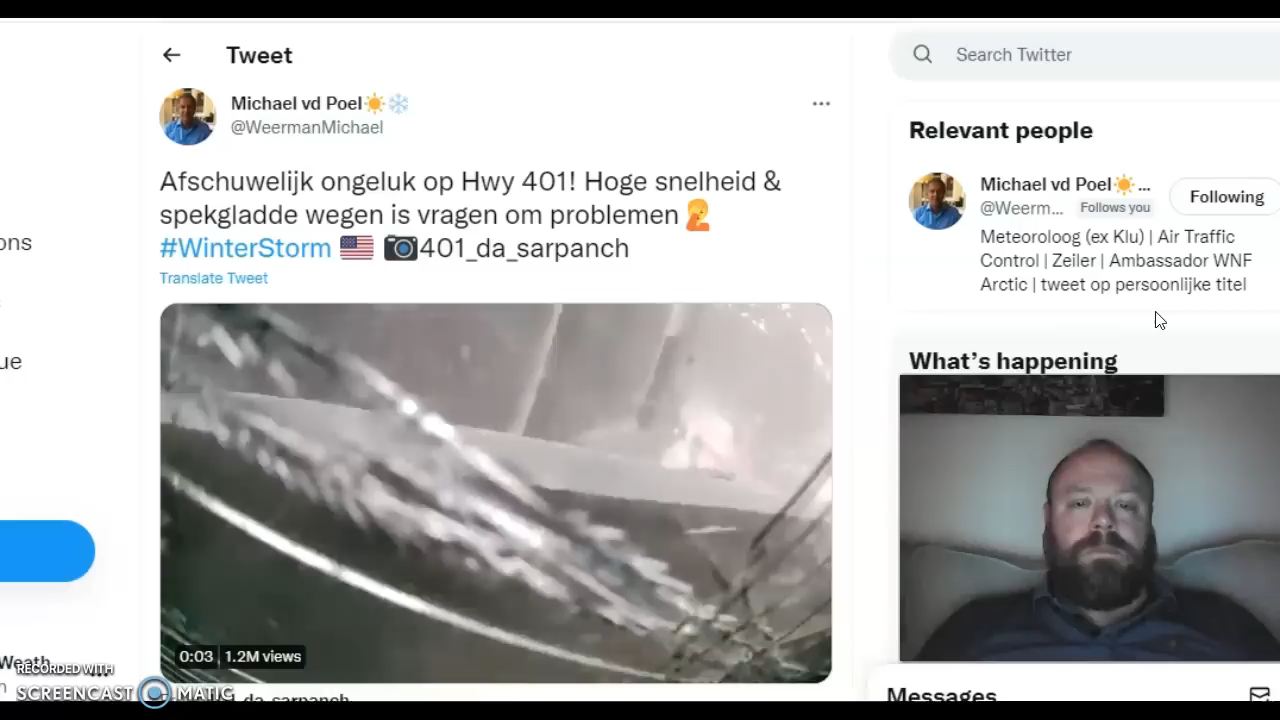 Tweet
Search Twitter
Michael vd Poel☀️❄️
@WeermanMichael
Afschuwelijk ongeluk op Hwy 401! Hoge snelheid &
spekgladde wegen is vragen om problemen🤦
#WinterStorm 🇺🇸 📷401_da_sarpanch
Translate Tweet
0:03 1.2M views
da_sarpanch
Relevant people
Michael vd Poel☀️...
@Weerm... Follows you
Following
Meteoroloog (ex Klu) | Air Traffic
Control | Zeiler | Ambassador WNF
Arctic | tweet op persoonlijke titel
What's happening
Messages
ons
ue
Weath
RECORDED WITH
SCREENCAST MATIC